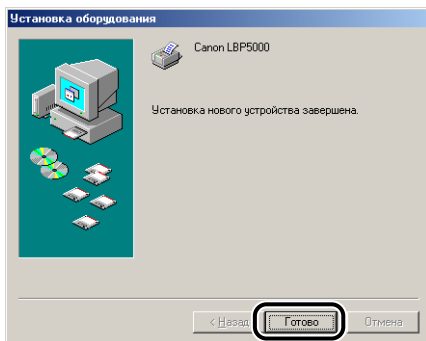 Установка оборудования
Canon LBP5000
Установка нового устройства завершена.
< Назад
Готово
Отмена